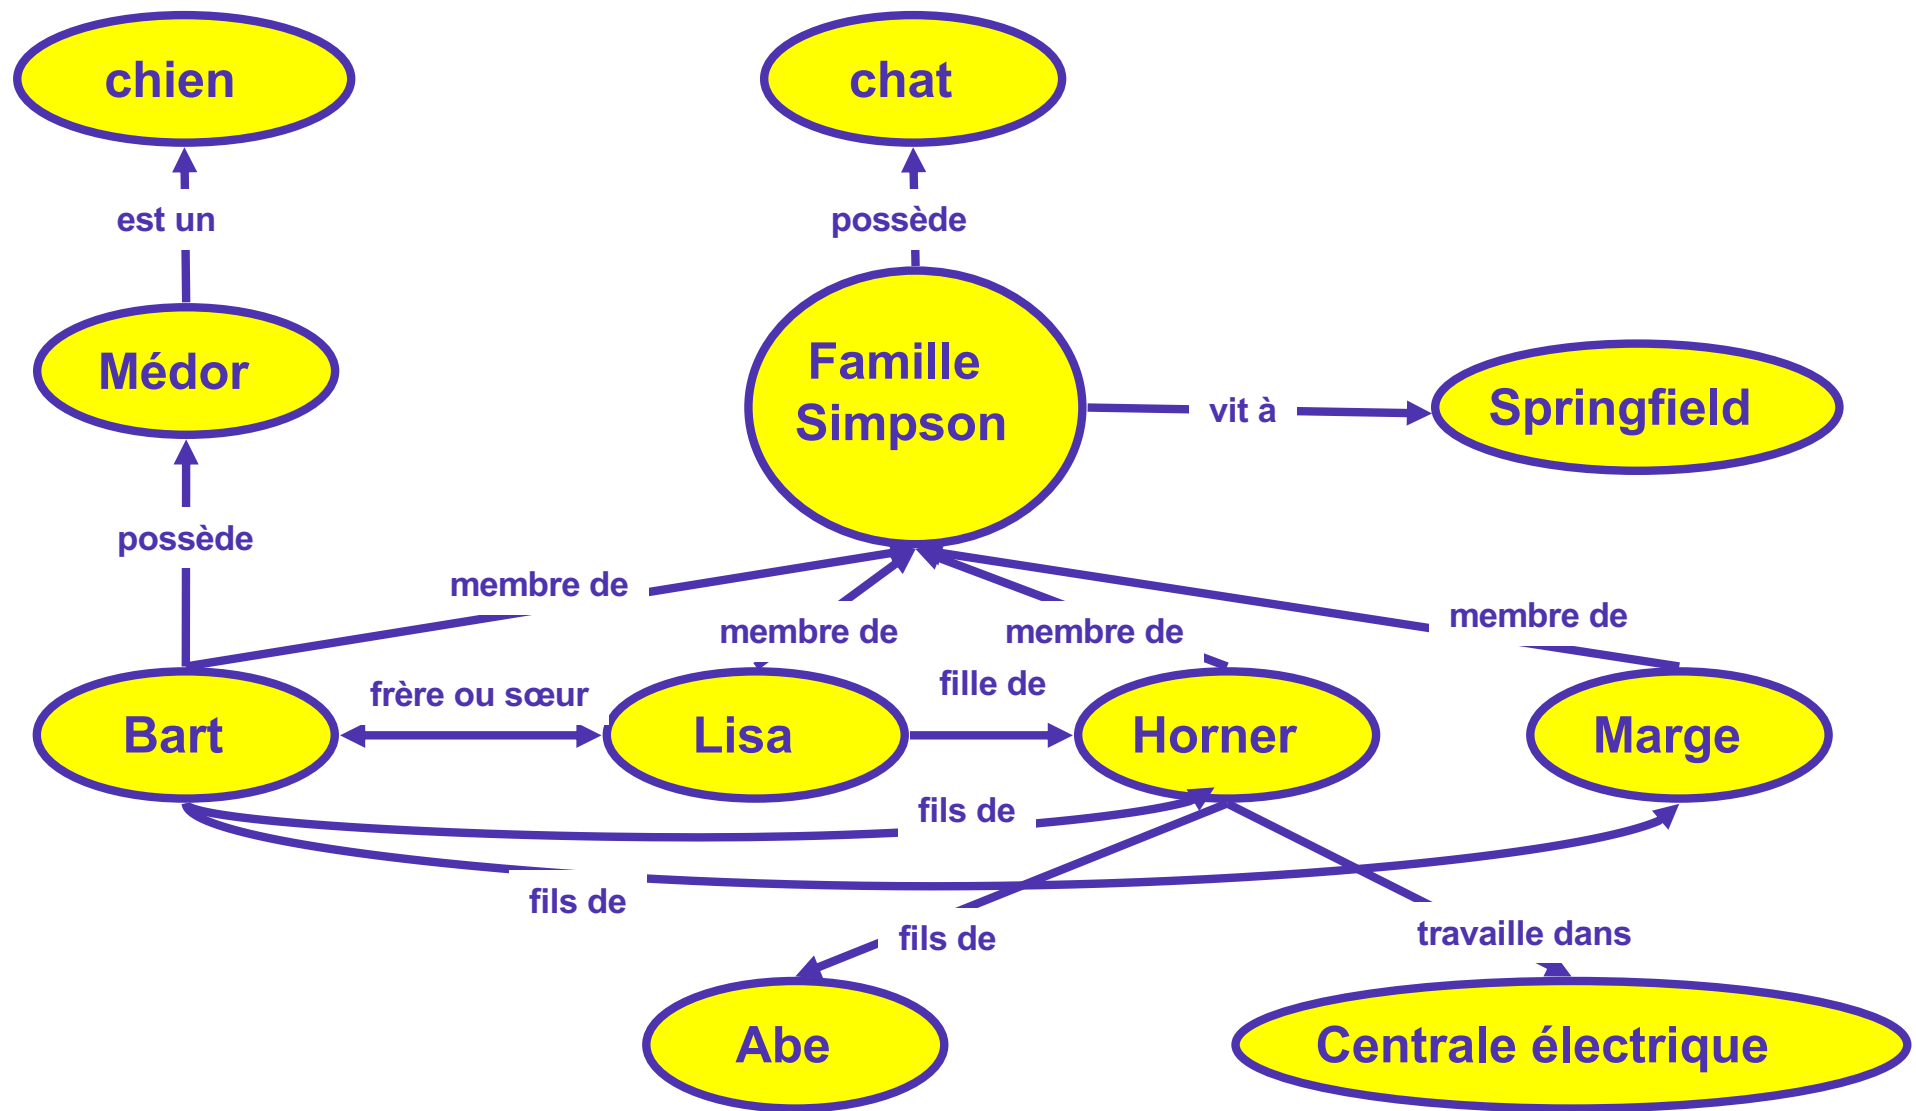 chien
chat
est un
possède
Médor
Famille
Simpson
vit à
Springfield
possède
membre de
membre de
membre de
membre de
frère ou sœur
fille de
Bart
Lisa
Horner
Marge
fils de
fils de
fils de
travaille dans
Abe
Centrale électrique